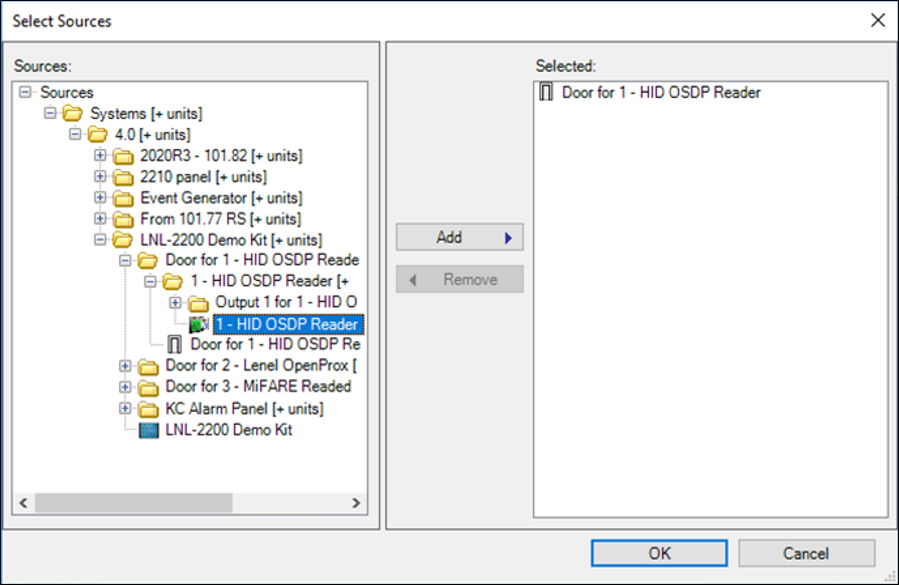 Select Sources
Sources:
Sources
Systems [+ units]
4.0 [+ units]
2020R3 - 101.82 [+ units]
2210 panel [+ units]
Event Generator [+ units]
From 101.77 RS [+ units]
LNL-2200 Demo Kit [+ units]
Door for 1 - HID OSDP Reade
1 - HID OSDP Reader [+
Output 1 for 1 - HID O
1 - HID OSDP Reader
Door for 1 - HID OSDP Re
Door for 2 - Lenel OpenProx [
Door for 3 - MiFARE Readed
KC Alarm Panel [+ units]
LNL-2200 Demo Kit
Add
Remove
Selected:
Door for 1 - HID OSDP Reader
OK
Cancel